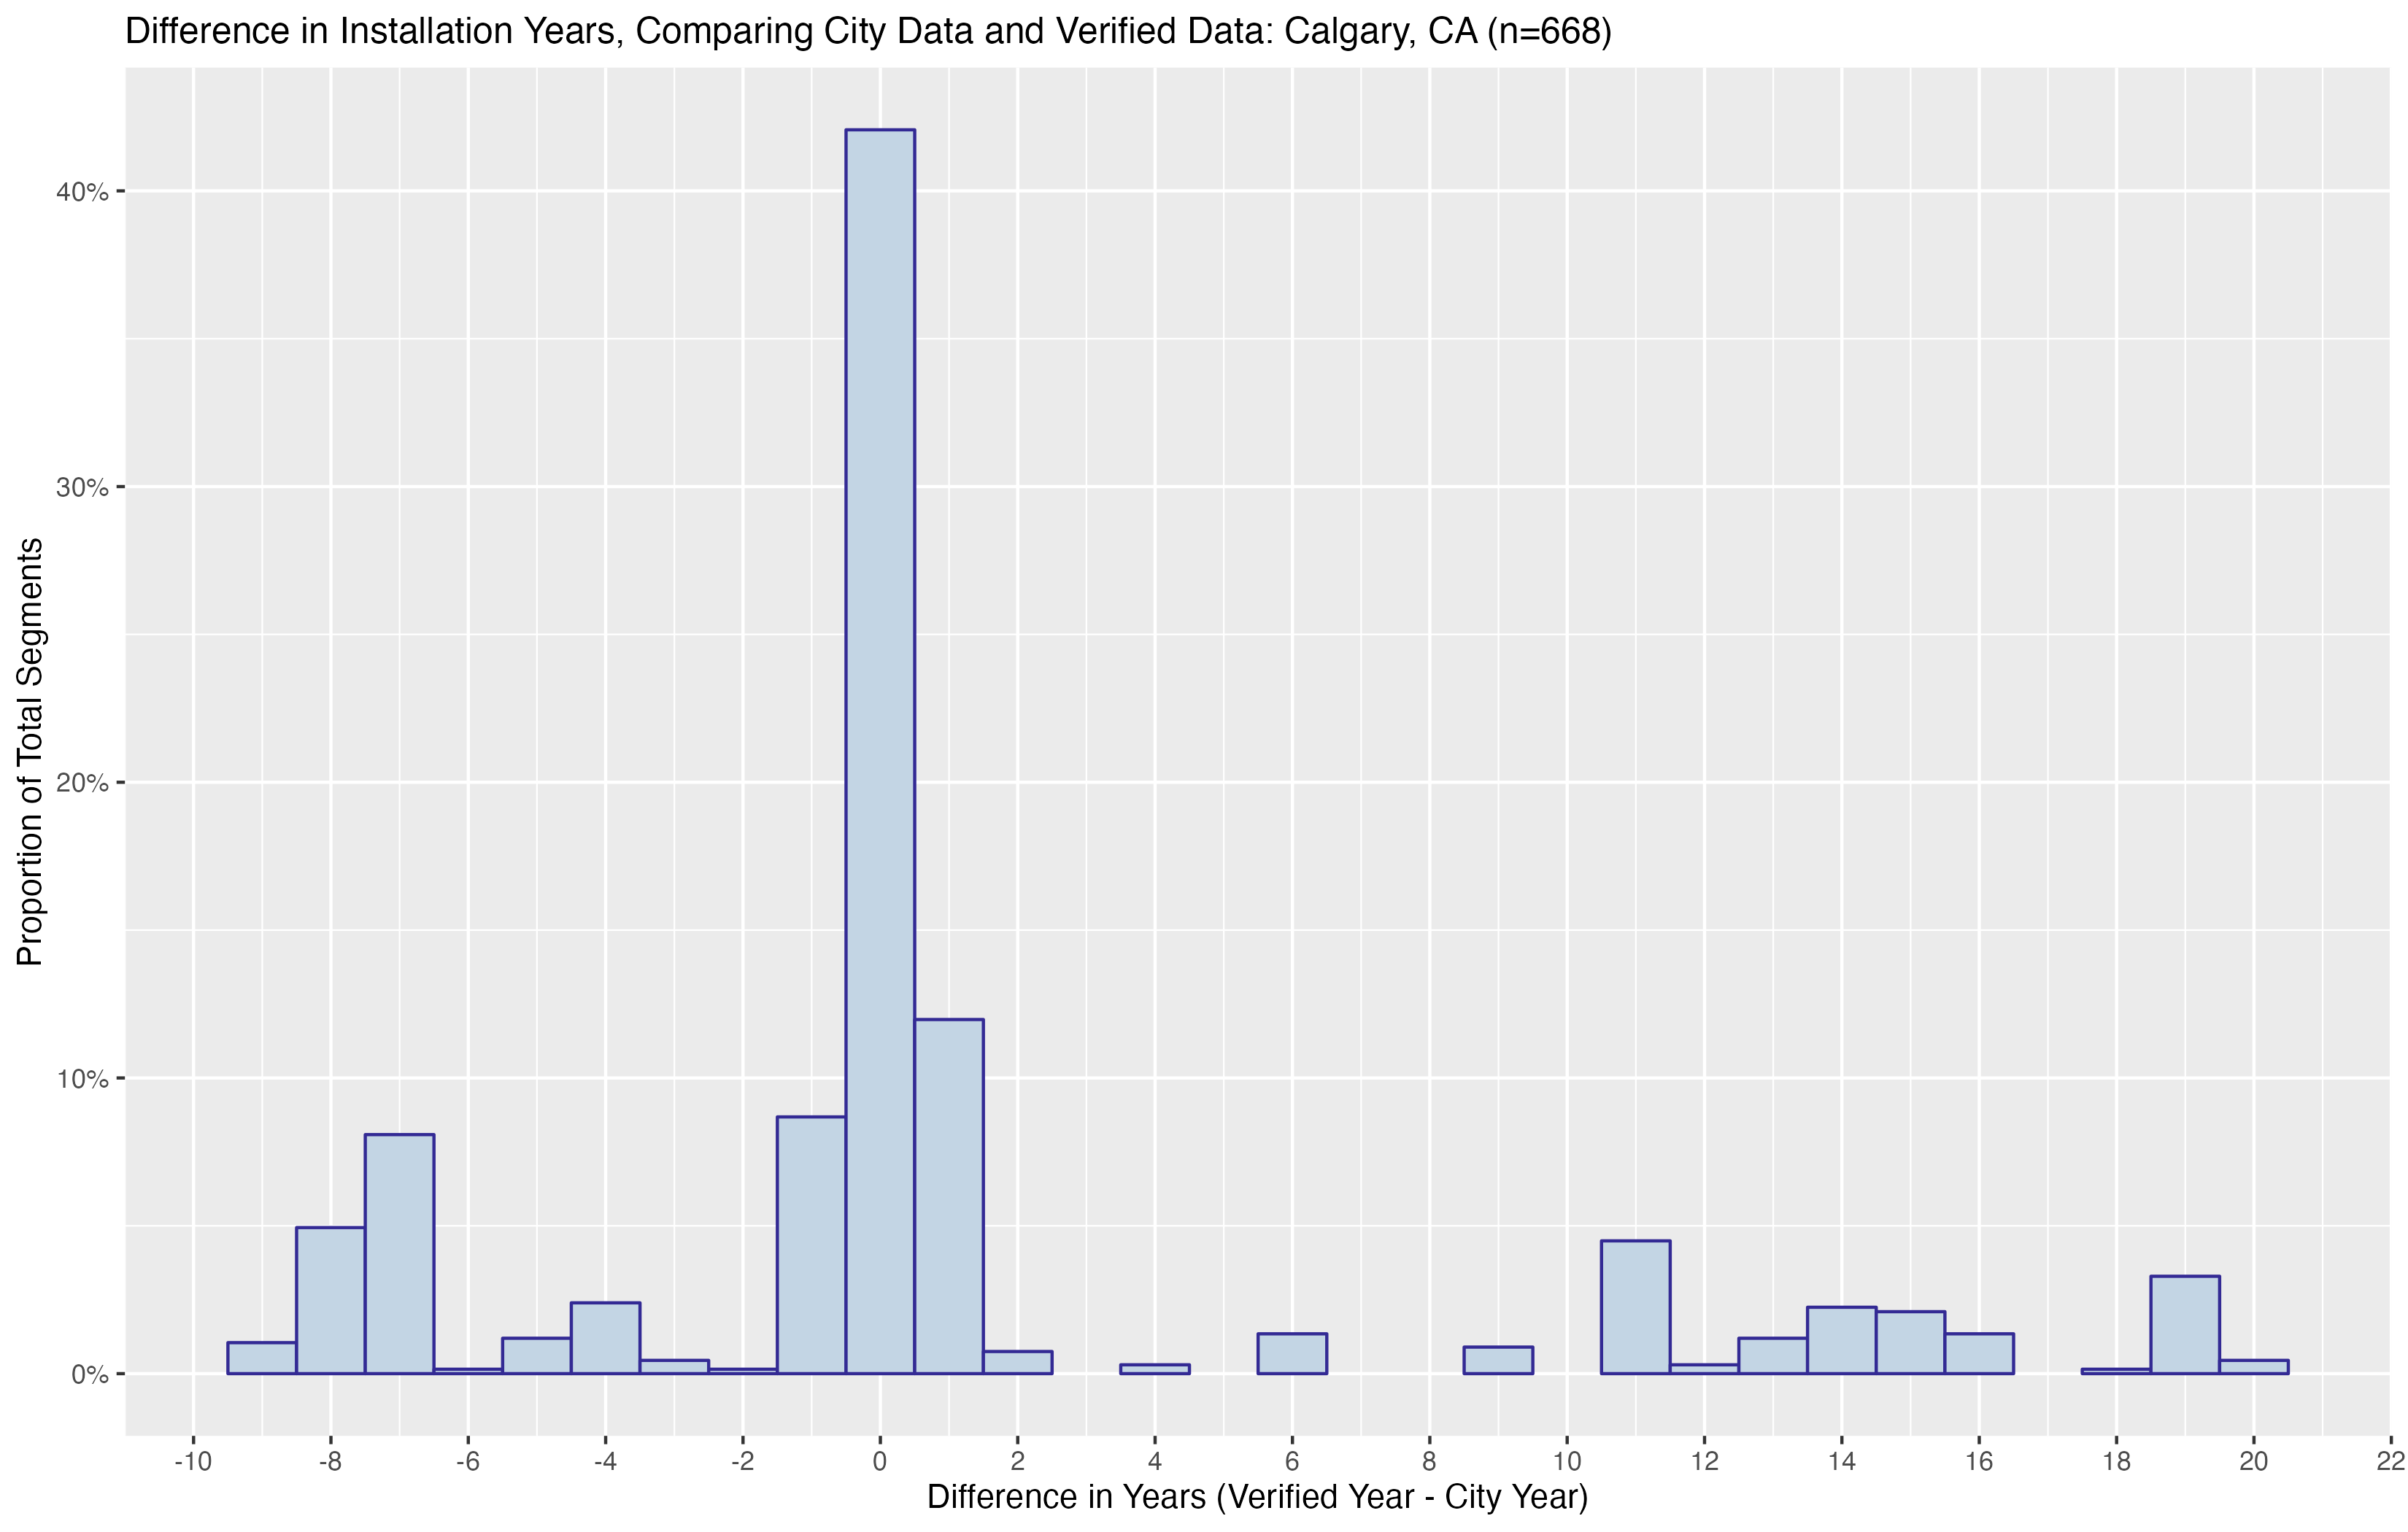 Difference in Installation Years, Comparing City Data and Verified Data: Calgary, CA (n=668)
Proportion of Total Segments
40%
30%
20%
10%
0%
-10 -8 -6 -4 -2 0 2 4 6 8 10 12 14 16 18 20 22
Difference in Years (Verified Year - City Year)